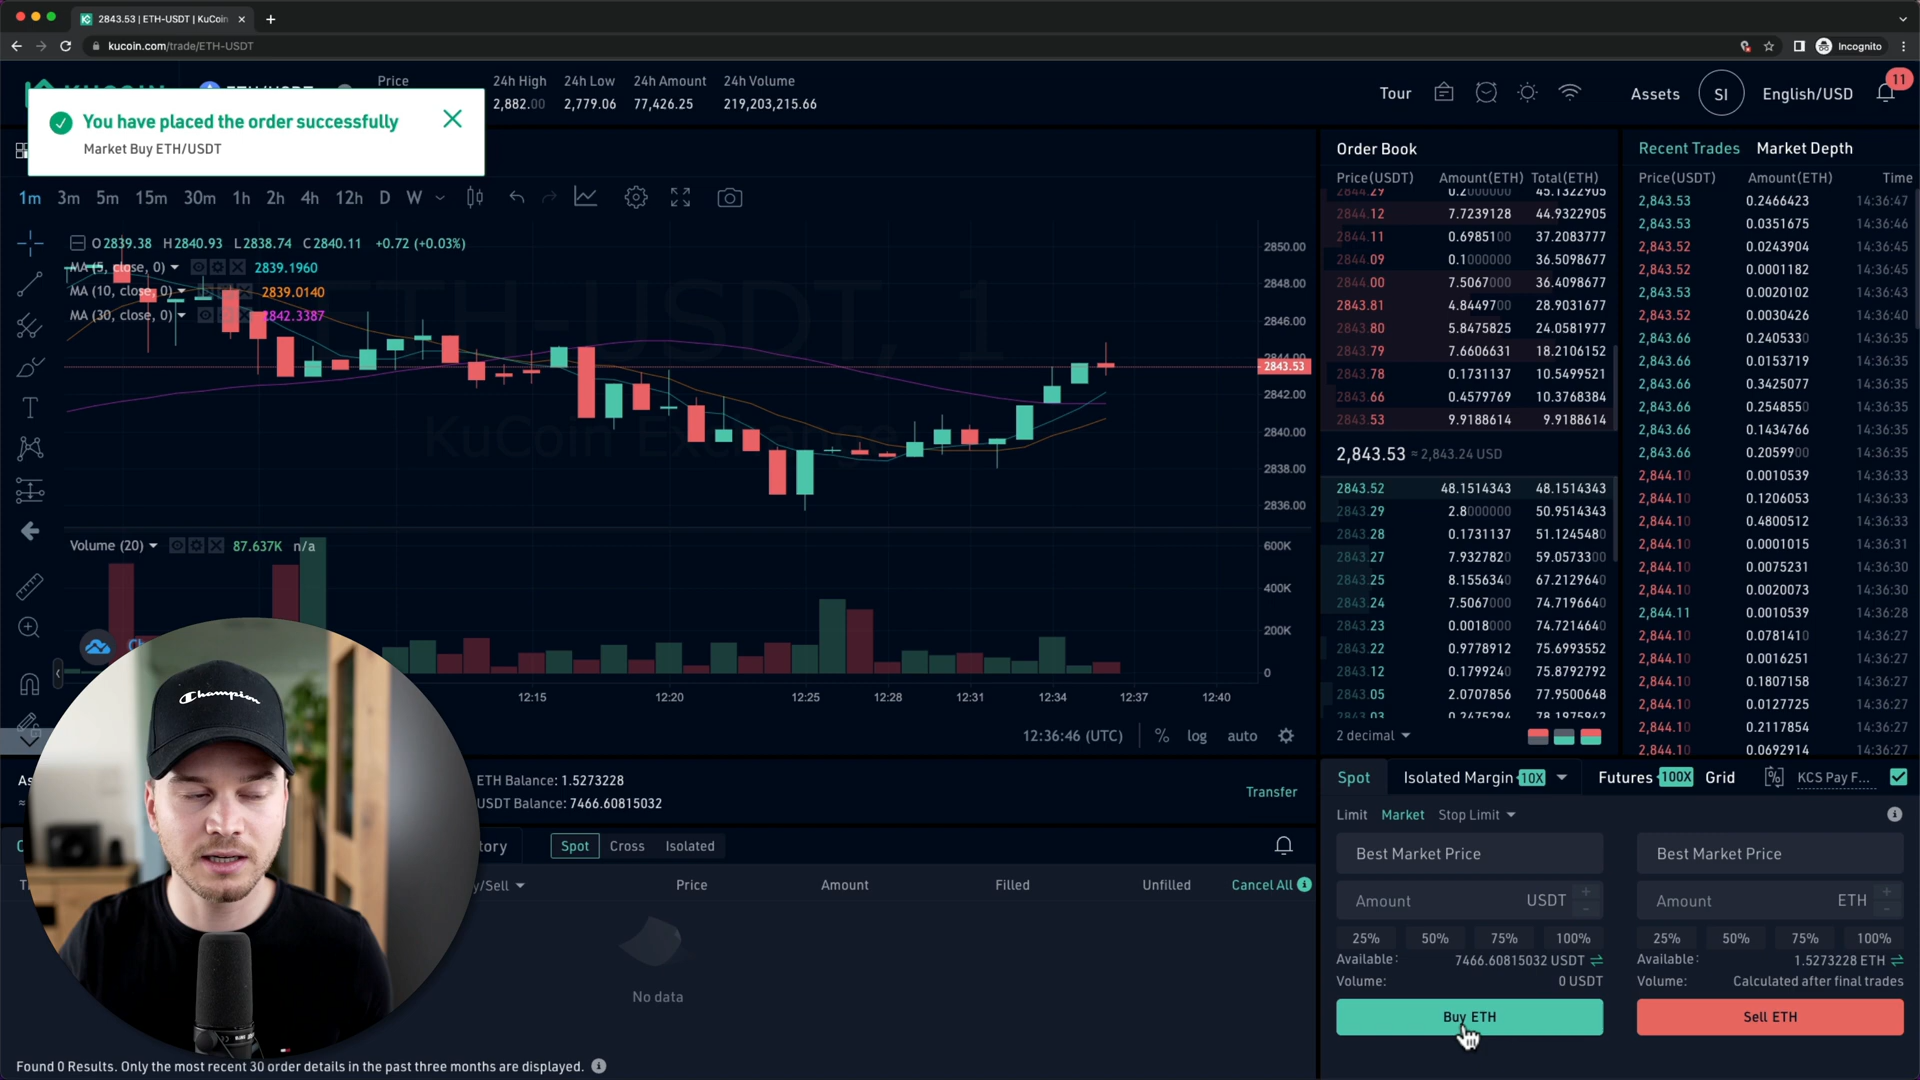 2843.53 | ETH-USDT | KuCoin
kucoin.com/trade/ETH-USDT
Incognito
You have placed the order successfully
Market Buy ETH/USDT
Price
24h High
2,882.00
24h Low
2,779.06
24h Amount
77,426.25
24h Volume
219,203,215.66
Tour
Assets
SI
English/USD
11
1m 3m 5m 15m 30m 1h 2h 4h 12h D W
O2839.38 H2840.93 L2838.74 C2840.11 +0.72 (+0.03%)
MA (5, close, 0) 2839.1960
MA (10, close, 0) 2839.0140
MA (30, close, 0) 2842.3387
ETH-USDT, 1
KuCoin Exchange
2850.00
2848.00
2846.00
2844.00
2843.53
2842.00
2840.00
2838.00
2836.00
Volume (20) 87.637K n/a
600K
400K
200K
0
12:15 12:20 12:25 12:28 12:31 12:34 12:37 12:40
12:36:46 (UTC) % log auto
Order Book
Price(USDT) Amount(ETH) Total(ETH)
2844.29 0.2000000 45.1322905
2844.12 7.7239128 44.9322905
2844.11 0.6985100 37.2083777
2844.09 0.1000000 36.5098677
2844.00 7.5067000 36.4098677
2843.81 4.8449700 28.9031677
2843.80 5.8475825 24.0581977
2843.79 7.6606631 18.2106152
2843.78 0.1731137 10.5499521
2843.66 0.4579769 10.3768384
2843.53 9.9188614 9.9188614
2,843.53 ≈ 2,843.24 USD
2843.52 48.1514343 48.1514343
2843.29 2.8000000 50.9514343
2843.28 0.1731137 51.1245480
2843.27 7.9327820 59.0573300
2843.25 8.1556340 67.2129640
2843.24 7.5067000 74.7196640
2843.23 0.0018000 74.7214640
2843.22 0.9778912 75.6993552
2843.12 0.1799240 75.8792792
2843.05 2.0707856 77.9500648
2843.03 0.2475294 78.1975942
2 decimal
Recent Trades Market Depth
Price(USDT) Amount(ETH) Time
2,843.53 0.2466423 14:36:47
2,843.53 0.0351675 14:36:46
2,843.52 0.0243904 14:36:45
2,843.52 0.0001182 14:36:45
2,843.53 0.0020102 14:36:43
2,843.52 0.0030426 14:36:40
2,843.66 0.2405330 14:36:35
2,843.66 0.0153719 14:36:35
2,843.66 0.3425077 14:36:35
2,843.66 0.2548550 14:36:35
2,843.66 0.1434766 14:36:35
2,843.66 0.2059900 14:36:35
2,844.10 0.0010539 14:36:33
2,844.10 0.1206053 14:36:33
2,844.10 0.4800512 14:36:33
2,844.10 0.0001015 14:36:31
2,844.10 0.0075231 14:36:30
2,844.10 0.0020073 14:36:30
2,844.11 0.0010539 14:36:28
2,844.10 0.0781410 14:36:27
2,844.10 0.0016251 14:36:27
2,844.10 0.1807158 14:36:27
2,844.10 0.0127725 14:36:27
2,844.10 0.2117854 14:36:27
2,844.10 0.0692914 14:36:27
ETH Balance: 1.5273228
USDT Balance: 7466.60815032
Transfer
Spot Cross Isolated
Price Amount Filled Unfilled Cancel All
No data
Found 0 Results. Only the most recent 30 order details in the past three months are displayed.
Champion
Spot Isolated Margin 10X Futures 100X Grid KCS Pay F...
Limit Market Stop Limit
Best Market Price
Amount USDT
25% 50% 75% 100%
Available: 7466.60815032 USDT
Volume: 0 USDT
Buy ETH
Best Market Price
Amount ETH
25% 50% 75% 100%
Available: 1.5273228 ETH
Volume: Calculated after final trades
Sell ETH